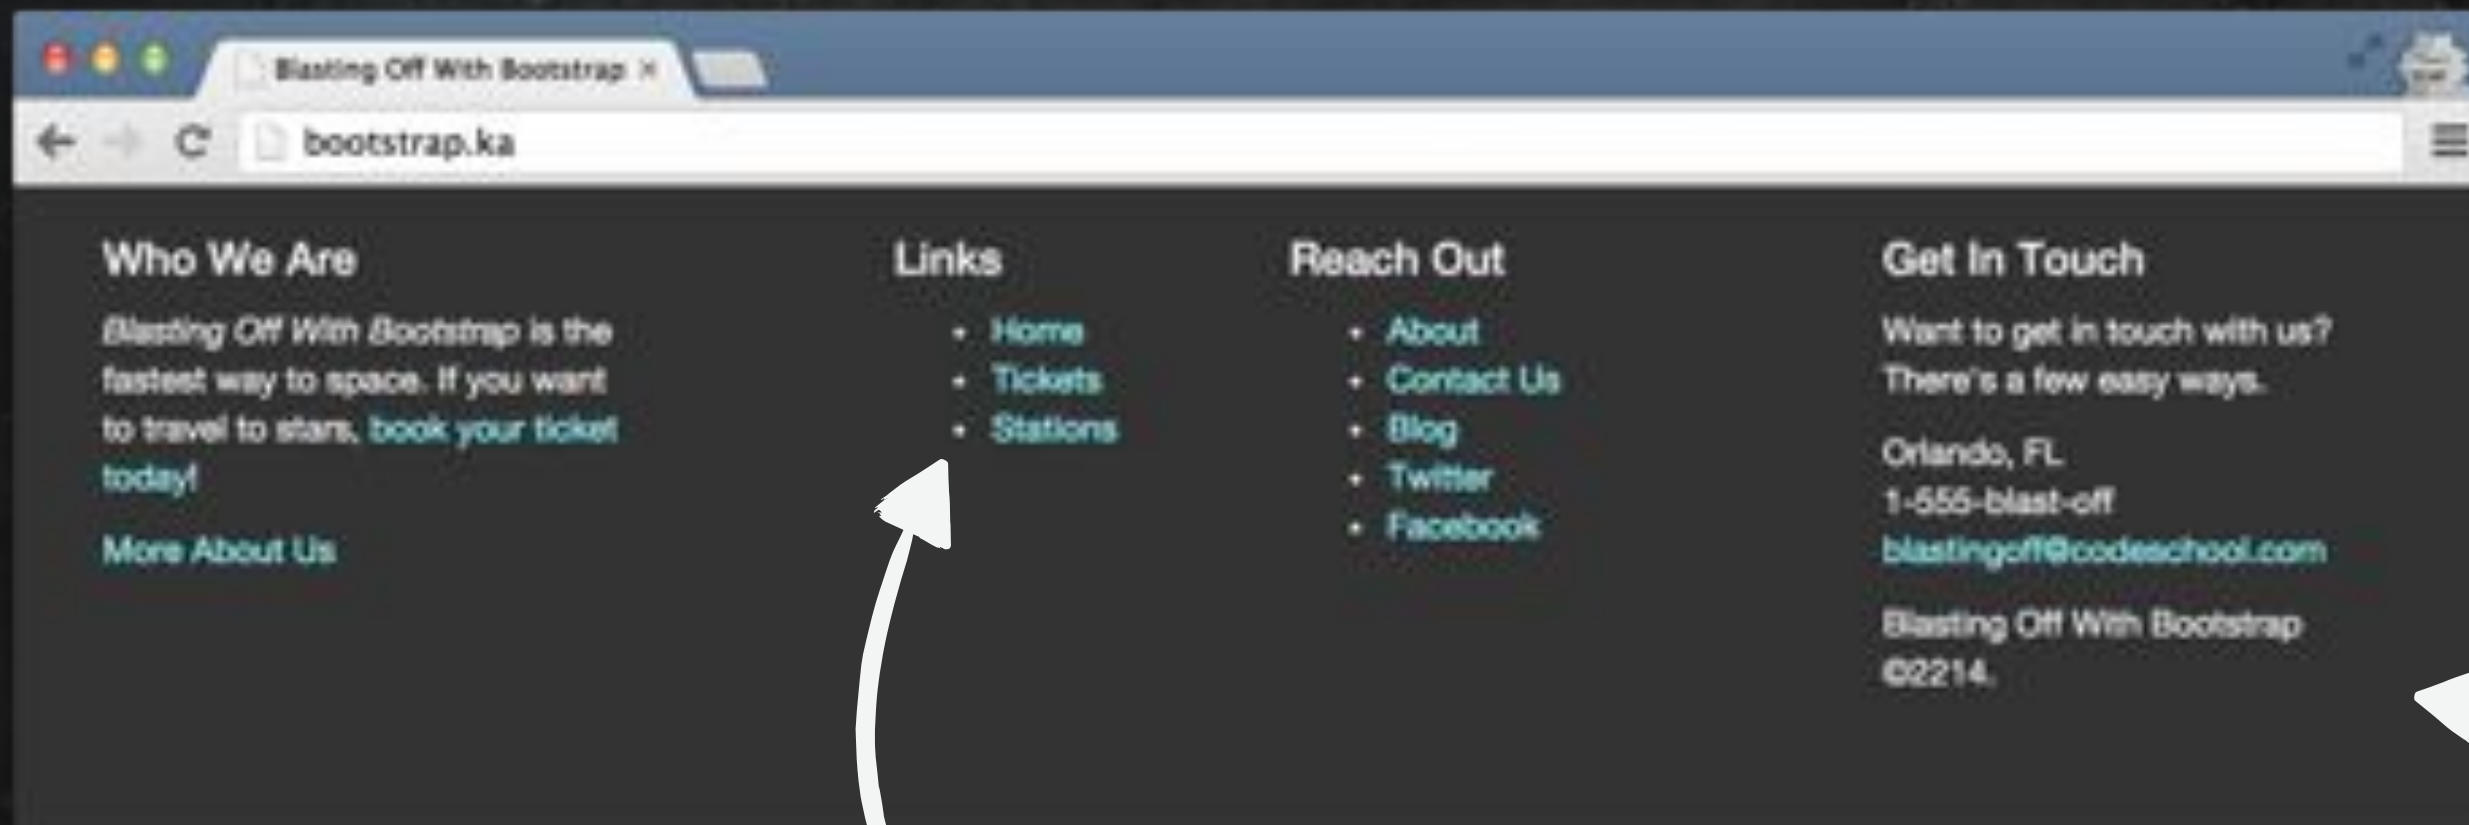 Blasting Off With Bootstrap
bootstrap.ka
Who We Are
Blasting Off With Bootstrap is the
fastest way to space. If you want
to travel to stars, book your ticket
today!
More About Us
Links
• Home
• Tickets
• Stations
Reach Out
• About
• Contact Us
• Blog
• Twitter
• Facebook
Get In Touch
Want to get in touch with us?
There's a few easy ways.
Orlando, FL
1-555-blast-off
blastingoff@codeschool.com
Blasting Off With Bootstrap
©2214.